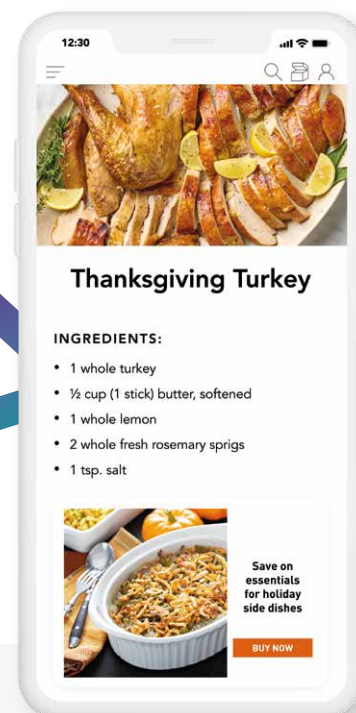 12:30
Thanksgiving Turkey
INGREDIENTS:
• 1 whole turkey
• ½ cup (1 stick) butter, softened
• 1 whole lemon
• 2 whole fresh rosemary sprigs
• 1 tsp. salt
Save on
essentials
for holiday
side dishes
BUY NOW